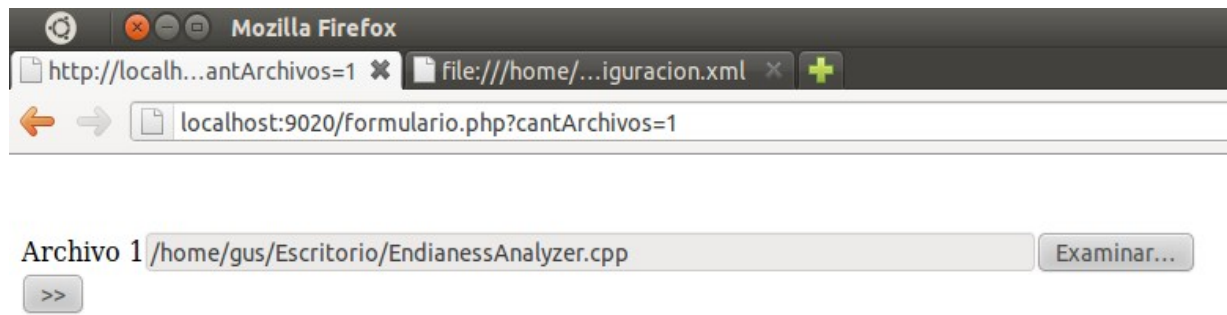 Mozilla Firefox
http://localh...antArchivos=1 file:///home/...iguracion.xml
localhost:9020/formulario.php?cantArchivos=1
Archivo 1 /home/gus/Escritorio/EndianessAnalyzer.cpp Examinar...
>>